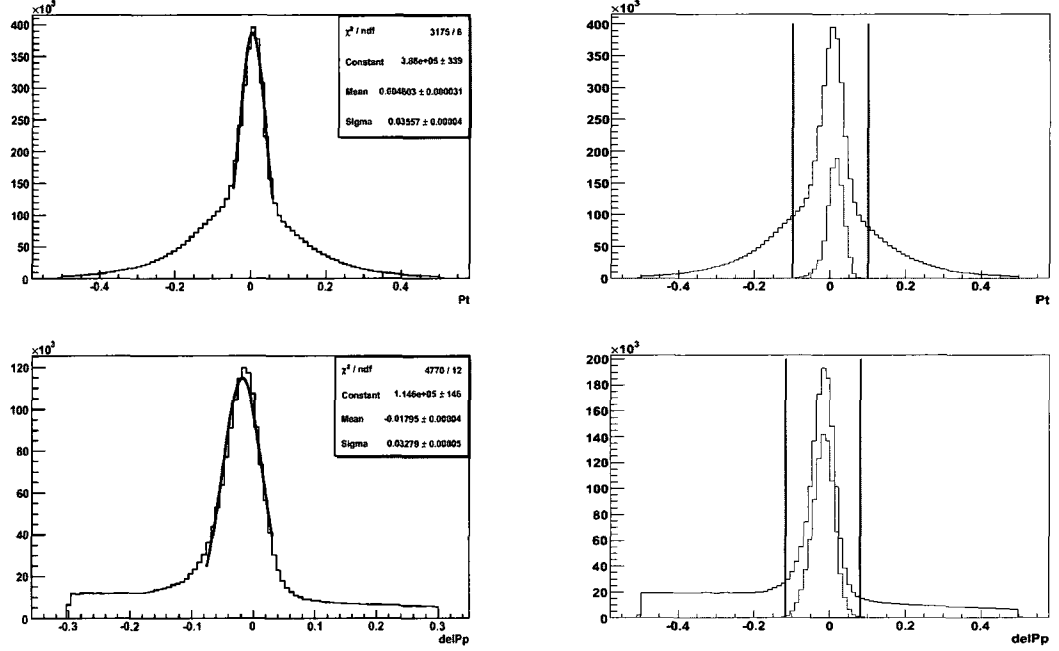 ×10³
400
350
300
250
200
150
100
50
0
-0.4 -0.2 0 0.2 0.4
Pt
χ² / ndf 3175 / 6
Constant 3.88e+05 ± 339
Mean 0.004803 ± 0.000031
Sigma 0.03557 ± 0.00004
×10³
400
350
300
250
200
150
100
50
0
-0.4 -0.2 0 0.2 0.4
Pt
×10³
120
100
80
60
40
20
0
-0.3 -0.2 -0.1 0 0.1 0.2 0.3
delPp
χ² / ndf 4770 / 12
Constant 1.146e+05 ± 146
Mean -0.01795 ± 0.00004
Sigma 0.03279 ± 0.00005
×10³
200
180
160
140
120
100
80
60
40
20
0
-0.4 -0.2 0 0.2 0.4
delPp